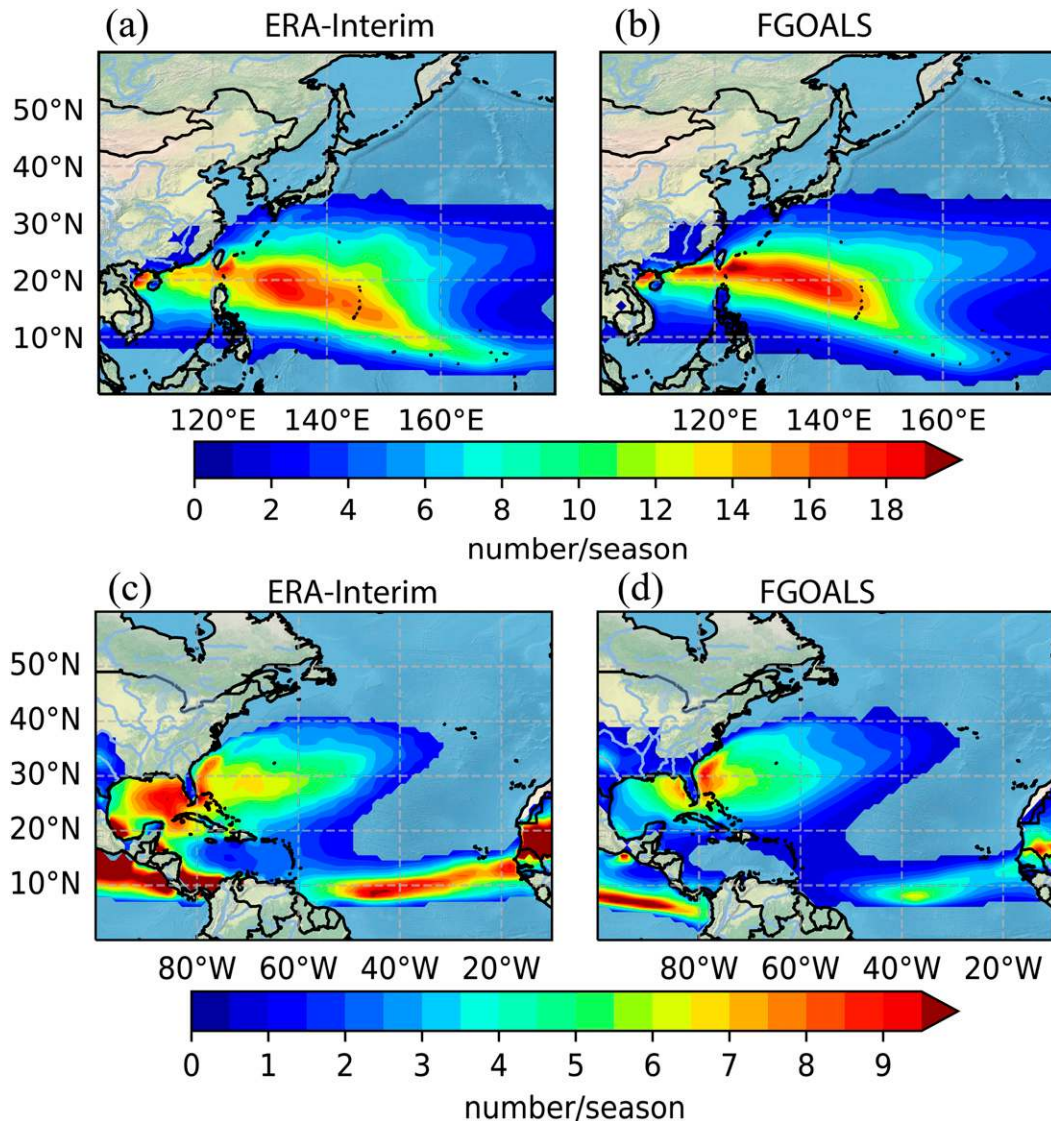 (a) ERA-Interim (b) FGOALS
50°N
40°N
30°N
20°N
10°N
120°E 140°E 160°E 120°E 140°E 160°E
0 2 4 6 8 10 12 14 16 18
number/season
(c) ERA-Interim (d) FGOALS
50°N
40°N
30°N
20°N
10°N
80°W 60°W 40°W 20°W 80°W 60°W 40°W 20°W
0 1 2 3 4 5 6 7 8 9
number/season